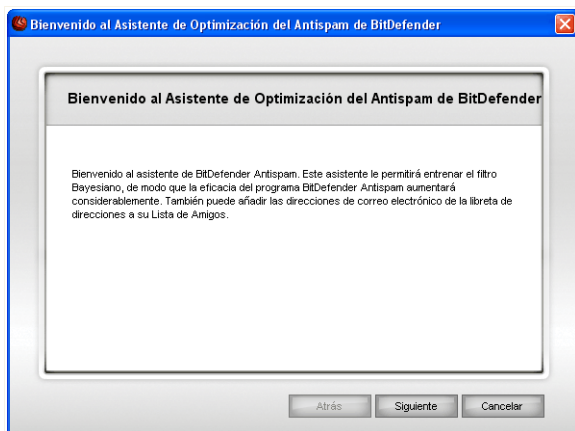 Bienvenido al Asistente de Optimización del Antispam de BitDefender
Bienvenido al Asistente de Optimización del Antispam de BitDefender
Bienvenido al asistente de BitDefender Antispam. Este asistente le permitirá entrenar el filtro
Bayesiano, de modo que la eficacia del programa BitDefender Antispam aumentará
considerablemente. También puede añadir las direcciones de correo electrónico de la libreta de
direcciones a su Lista de Amigos.
Atrás Siguiente Cancelar